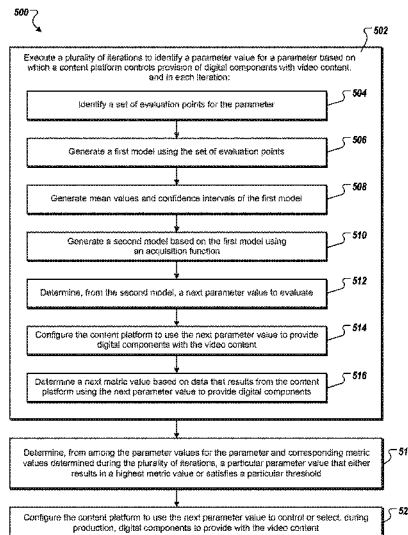 500
502
Execute a plurality of iterations to identify a parameter value for a parameter based on
which a content platform controls provision of digital components with video content,
and in each iteration:
504
Identify a set of evaluation points for the parameter
506
Generate a first model using the set of evaluation points
508
Generate mean values and confidence intervals of the first model
510
Generate a second model based on the first model using
an acquisition function
512
Determine, from the second model, a next parameter value to evaluate
514
Configure the content platform to use the next parameter value to provide
digital components with the video content
516
Determine a next metric value based on data that results from the content
platform using the next parameter value to provide digital components
51
Determine, from among the parameter values for the parameter and corresponding metric
values determined during the plurality of iterations, a particular parameter value that either
results in a highest metric value or satisfies a particular threshold
52
Configure the content platform to use the next parameter value to control or select, during
production, digital components to provide with the video content